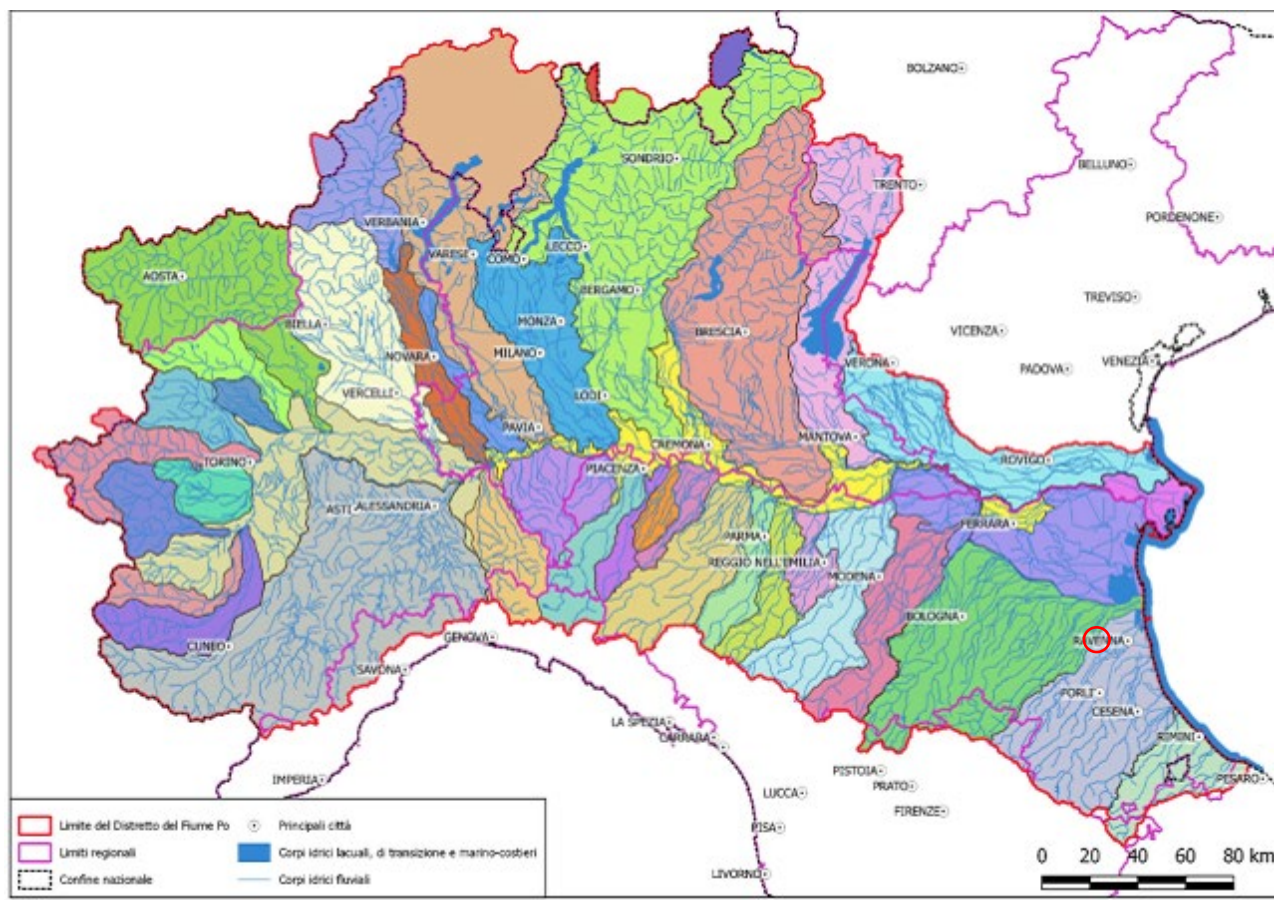 BOLZANO
SONDRIO
BELLUNO
TRENTO
PORDENONE
VERBANIA
VARESE
LECCO
COMO
AOSTA
BERGAMO
TREVISO
BIELLA
MONZA
BRESCIA
VICENZA
NOVARA
MILANO
VERONA
PADOVA
VENEZIA
VERCELLI
LODI
PAVIA
CREMONA
MANTOVA
TORINO
PIACENZA
ROVIGO
ASTI
ALESSANDRIA
FERRARA
PARMA
REGGIO NELL'EMILIA
MODENA
BOLOGNA
CUNEO
GENOVA
RAVENNA
SAVONA
FORLI'
CESENA
LA SPEZIA
CARRARA
RIMINI
IMPERIA
PISTOIA
PESARO
PRATO
LUCCA
FIRENZE
PISA
LIVORNO
Limite del Distretto del Fiume Po
Principali città
Limiti regionali
Corpi idrici lacuali, di transizione e marino-costieri
Confine nazionale
Corpi idrici fluviali
0 20 40 60 80 km